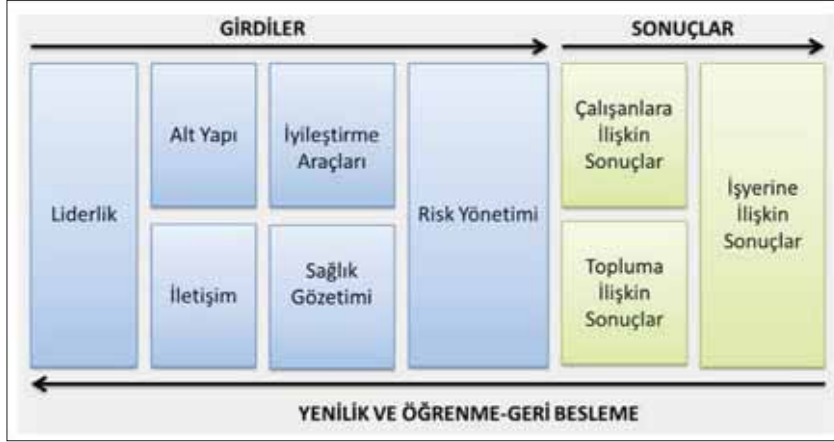 GİRDİLER
SONUÇLAR
Liderlik
Alt Yapı
İletişim
İyileştirme
Araçları
Sağlık
Gözetimi
Risk Yönetimi
Çalışanlara
İlişkin
Sonuçlar
Topluma
İlişkin
Sonuçlar
İşyerine
İlişkin
Sonuçlar
YENİLİK VE ÖĞRENME-GERİ BESLEME